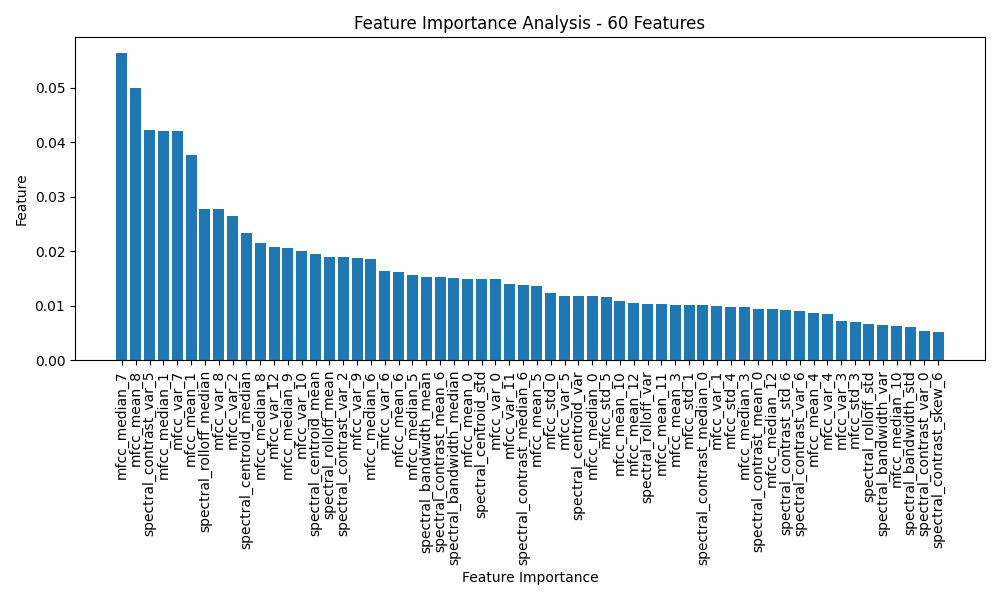 Feature Importance Analysis - 60 Features
Feature
0.05
0.04
0.03
0.02
0.01
0.00
mfcc_median_7
mfcc_mean_8
spectral_contrast_var_5
mfcc_median_1
mfcc_var_7
mfcc_mean_1
spectral_rolloff_median
mfcc_var_8
mfcc_var_2
spectral_centroid_median
mfcc_median_8
mfcc_var_12
mfcc_median_9
mfcc_var_10
spectral_centroid_mean
spectral_rolloff_mean
spectral_contrast_var_2
mfcc_var_9
mfcc_median_6
mfcc_var_6
mfcc_mean_6
mfcc_median_5
spectral_bandwidth_mean
spectral_contrast_mean_6
spectral_bandwidth_median
mfcc_mean_0
spectral_centroid_std
mfcc_var_0
mfcc_var_11
spectral_contrast_median_6
mfcc_mean_5
mfcc_std_0
mfcc_var_5
spectral_centroid_var
mfcc_median_0
mfcc_std_5
mfcc_mean_10
mfcc_mean_12
spectral_rolloff_var
mfcc_mean_11
mfcc_mean_3
mfcc_std_1
spectral_contrast_median_0
mfcc_var_1
mfcc_std_4
mfcc_median_3
spectral_contrast_mean_0
mfcc_median_12
spectral_contrast_std_6
spectral_contrast_var_6
mfcc_mean_4
mfcc_var_4
mfcc_var_3
mfcc_std_3
spectral_rolloff_std
spectral_bandwidth_var
mfcc_median_10
spectral_bandwidth_std
spectral_contrast_var_0
spectral_contrast_skew_6
Feature Importance